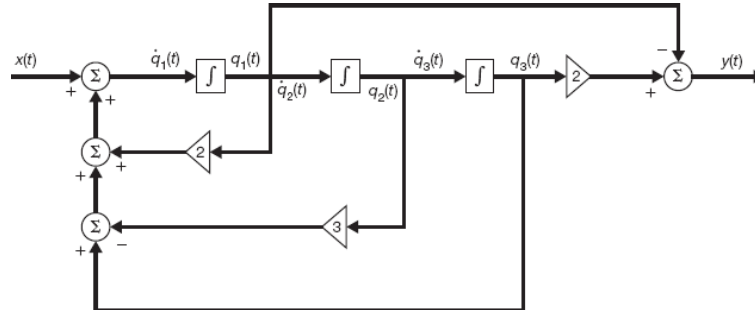 x(t) Σ q̇₁(t) ∫ q₁(t) q̇₂(t) ∫ q₂(t) q̇₃(t) ∫ q₃(t) 2 − Σ y(t)
+ + +
Σ 2
+ +
Σ 3
+ −